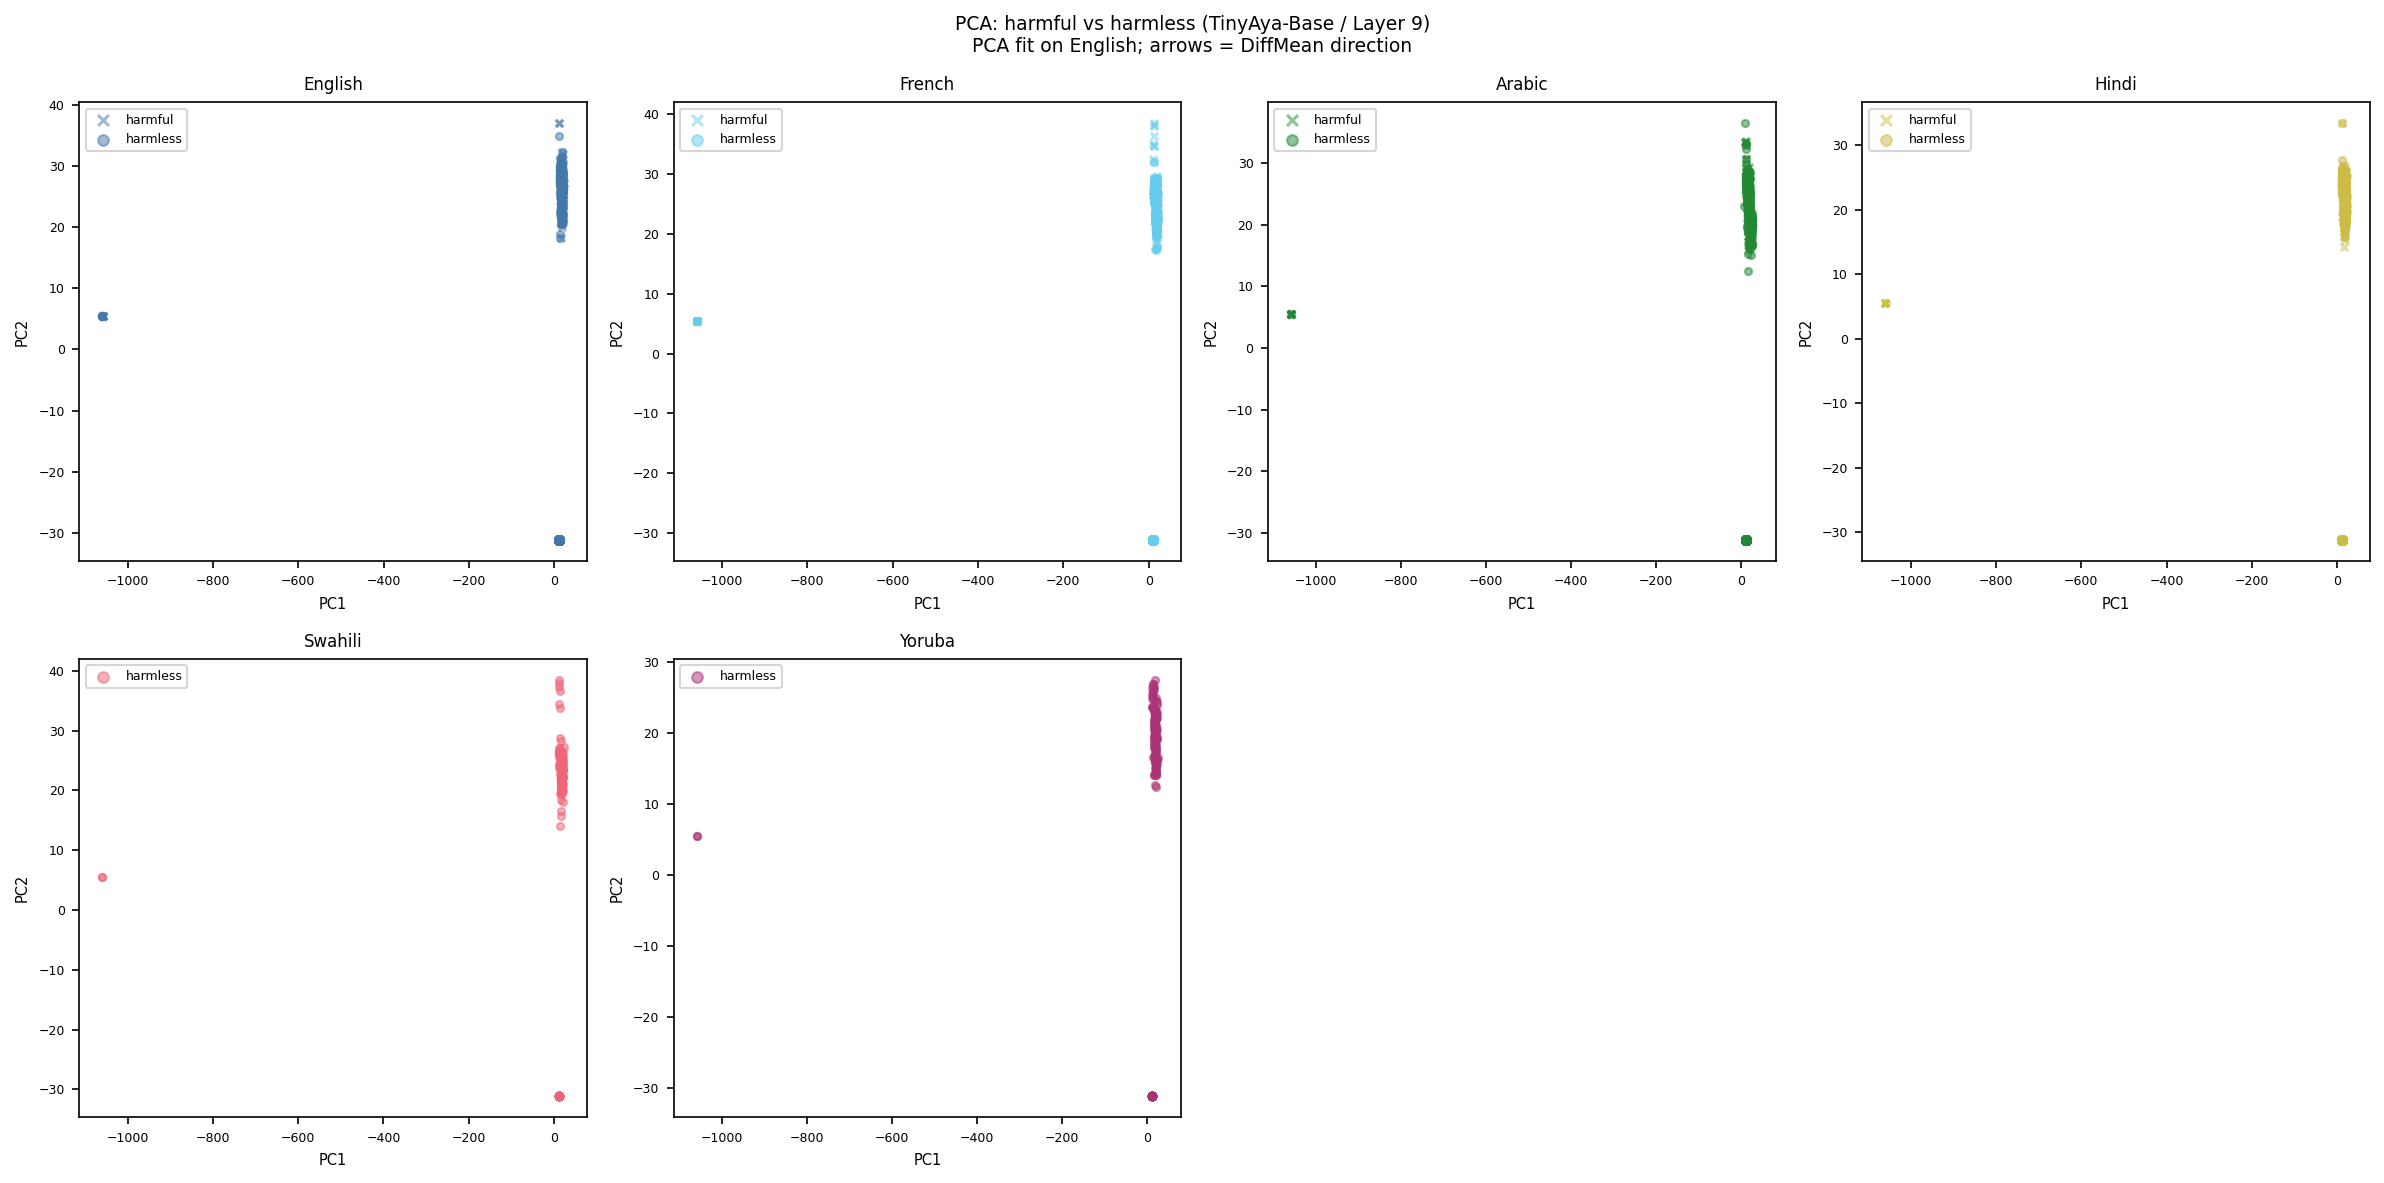 PCA: harmful vs harmless (TinyAya-Base / Layer 9)
PCA fit on English; arrows = DiffMean direction
English
40
30
20
10
0
−10
−20
−30
PC2
harmful
harmless
−1000
−800
−600
−400
−200
0
PC1
French
40
30
20
10
0
−10
−20
−30
PC2
harmful
harmless
−1000
−800
−600
−400
−200
0
PC1
Arabic
30
20
10
0
−10
−20
−30
PC2
harmful
harmless
−1000
−800
−600
−400
−200
0
PC1
Hindi
30
20
10
0
−10
−20
−30
PC2
harmful
harmless
−1000
−800
−600
−400
−200
0
PC1
Swahili
40
30
20
10
0
−10
−20
−30
PC2
harmless
−1000
−800
−600
−400
−200
0
PC1
Yoruba
30
20
10
0
−10
−20
−30
PC2
harmless
−1000
−800
−600
−400
−200
0
PC1